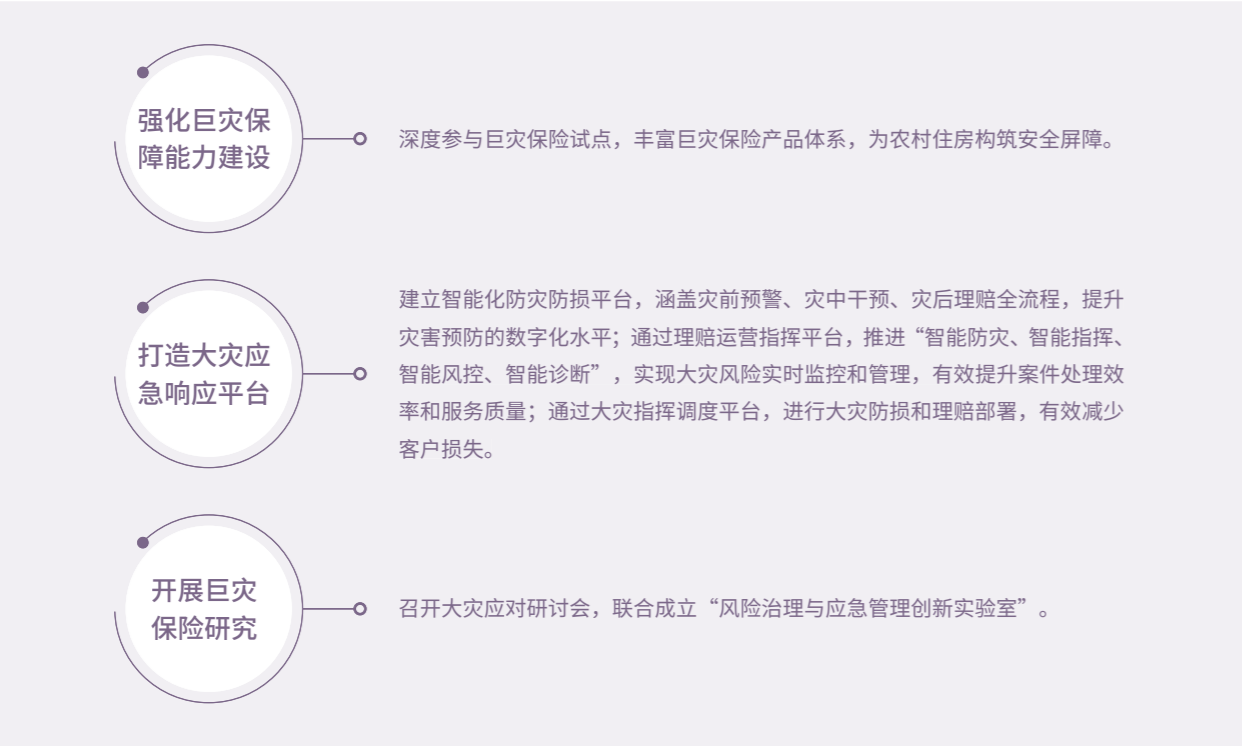 强化巨灾保
障能力建设
深度参与巨灾保险试点，丰富巨灾保险产品体系，为农村住房构筑安全屏障。
打造大灾应
急响应平台
建立智能化防灾防损平台，涵盖灾前预警、灾中干预、灾后理赔全流程，提升
灾害预防的数字化水平；通过理赔运营指挥平台，推进“智能防灾、智能指挥、
智能风控、智能诊断”，实现大灾风险实时监控和管理，有效提升案件处理效
率和服务质量；通过大灾指挥调度平台，进行大灾防损和理赔部署，有效减少
客户损失。
开展巨灾
保险研究
召开大灾应对研讨会，联合成立“风险治理与应急管理创新实验室”。